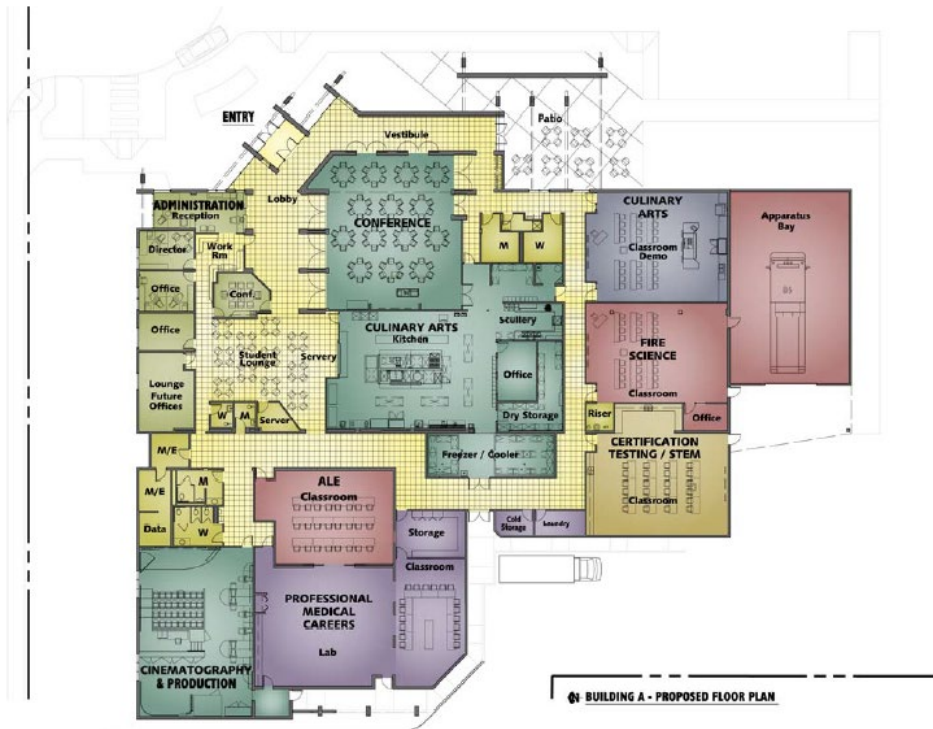 ENTRY
Patio
Vestibule
ADMINISTRATION
Reception
Lobby
CONFERENCE
CULINARY
ARTS
Classroom
Demo
Apparatus
Bay
Director
Work
Rm
M
W
Office
Conf.
Scullery
CULINARY ARTS
Kitchen
Office
Student
Lounge
Servery
FIRE
SCIENCE
Classroom
Office
Lounge
Future
Offices
Office
Dry Storage
W
M
Server
Riser
CERTIFICATION
TESTING / STEM
Classroom
M/E
Freezer / Cooler
M/E
M
ALE
Classroom
Data
W
Storage
Cold
Storage
Laundry
Classroom
PROFESSIONAL
MEDICAL
CAREERS
Lab
CINEMATOGRAPHY
& PRODUCTION
BUILDING A - PROPOSED FLOOR PLAN